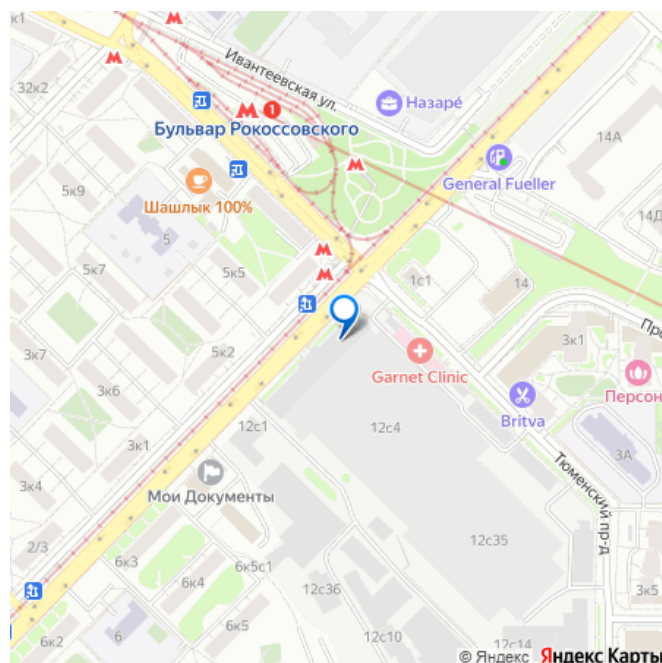 к1
Ивантеевская ул.
32к2
Назаре́
1
Бульвар Рокоссовского
14А
General Fueller
5к9
Шашлык 100%
14Д
5
5к7
5к5
1с1
14
Про
3к7
5к2
3к1
Garnet Clinic
3к6
Персон
Britva
12с1
12с4
3к1
3А
Тюменский пр-д
3к4
Мои Документы
2/3
12с35
6к3
6к5с1
6к4
12с36
3к5
6к2
6
6к5
12с10
12с14
© Яндекс Яндекс Карты